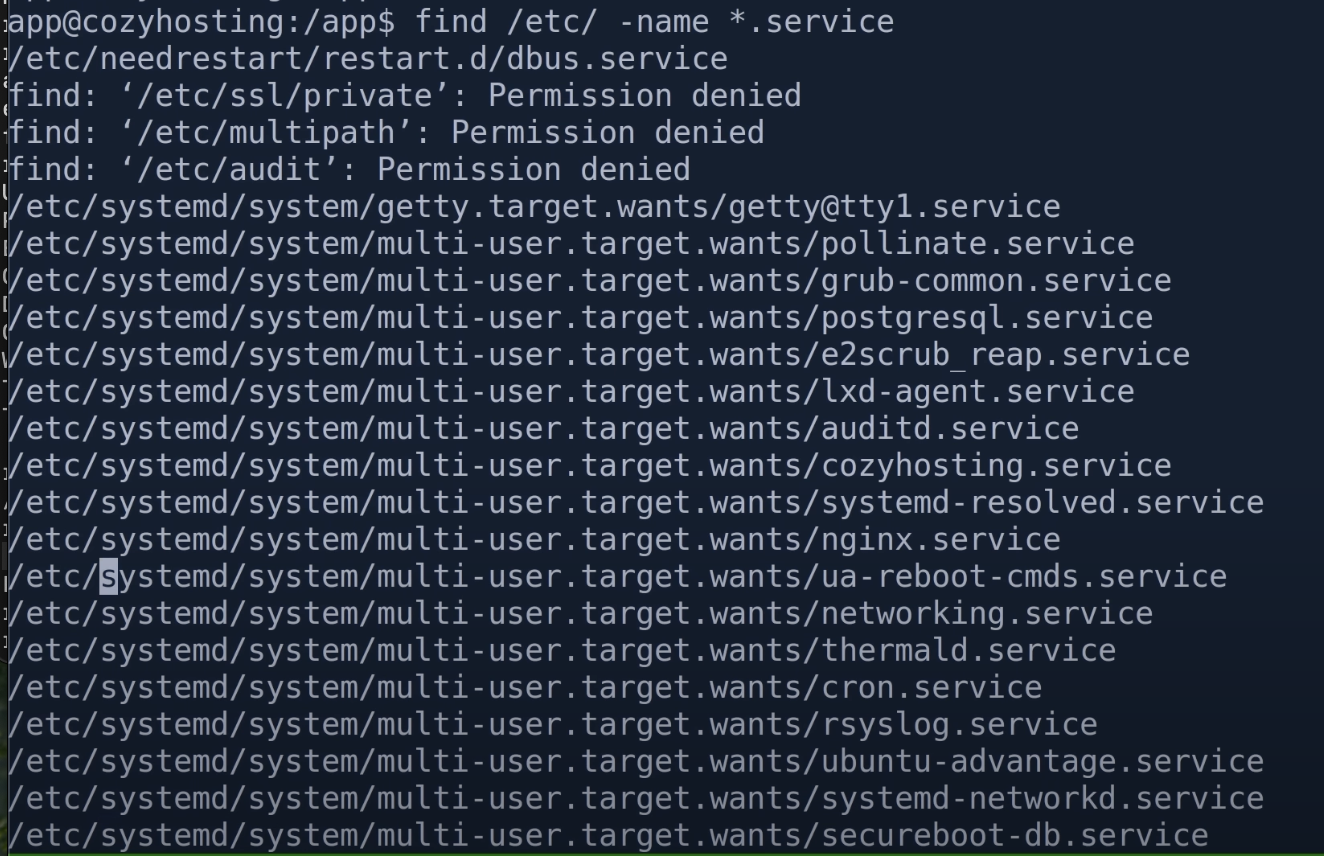 app@cozyhosting:/app$ find /etc/ -name *.service
/etc/needrestart/restart.d/dbus.service
find: ‘/etc/ssl/private’: Permission denied
find: ‘/etc/multipath’: Permission denied
find: ‘/etc/audit’: Permission denied
/etc/systemd/system/getty.target.wants/getty@tty1.service
/etc/systemd/system/multi-user.target.wants/pollinate.service
/etc/systemd/system/multi-user.target.wants/grub-common.service
/etc/systemd/system/multi-user.target.wants/postgresql.service
/etc/systemd/system/multi-user.target.wants/e2scrub_reap.service
/etc/systemd/system/multi-user.target.wants/lxd-agent.service
/etc/systemd/system/multi-user.target.wants/auditd.service
/etc/systemd/system/multi-user.target.wants/cozyhosting.service
/etc/systemd/system/multi-user.target.wants/systemd-resolved.service
/etc/systemd/system/multi-user.target.wants/nginx.service
/etc/systemd/system/multi-user.target.wants/ua-reboot-cmds.service
/etc/systemd/system/multi-user.target.wants/networking.service
/etc/systemd/system/multi-user.target.wants/thermald.service
/etc/systemd/system/multi-user.target.wants/cron.service
/etc/systemd/system/multi-user.target.wants/rsyslog.service
/etc/systemd/system/multi-user.target.wants/ubuntu-advantage.service
/etc/systemd/system/multi-user.target.wants/systemd-networkd.service
/etc/systemd/system/multi-user.target.wants/secureboot-db.service